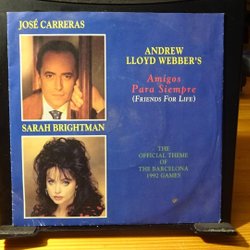 JOSÉ CARRERAS
ANDREW
LLOYD WEBBER'S
Amigos
Para Siempre
(FRIENDS FOR LIFE)
SARAH BRIGHTMAN
THE
OFFICIAL THEME
OF
THE BARCELONA
1992 GAMES